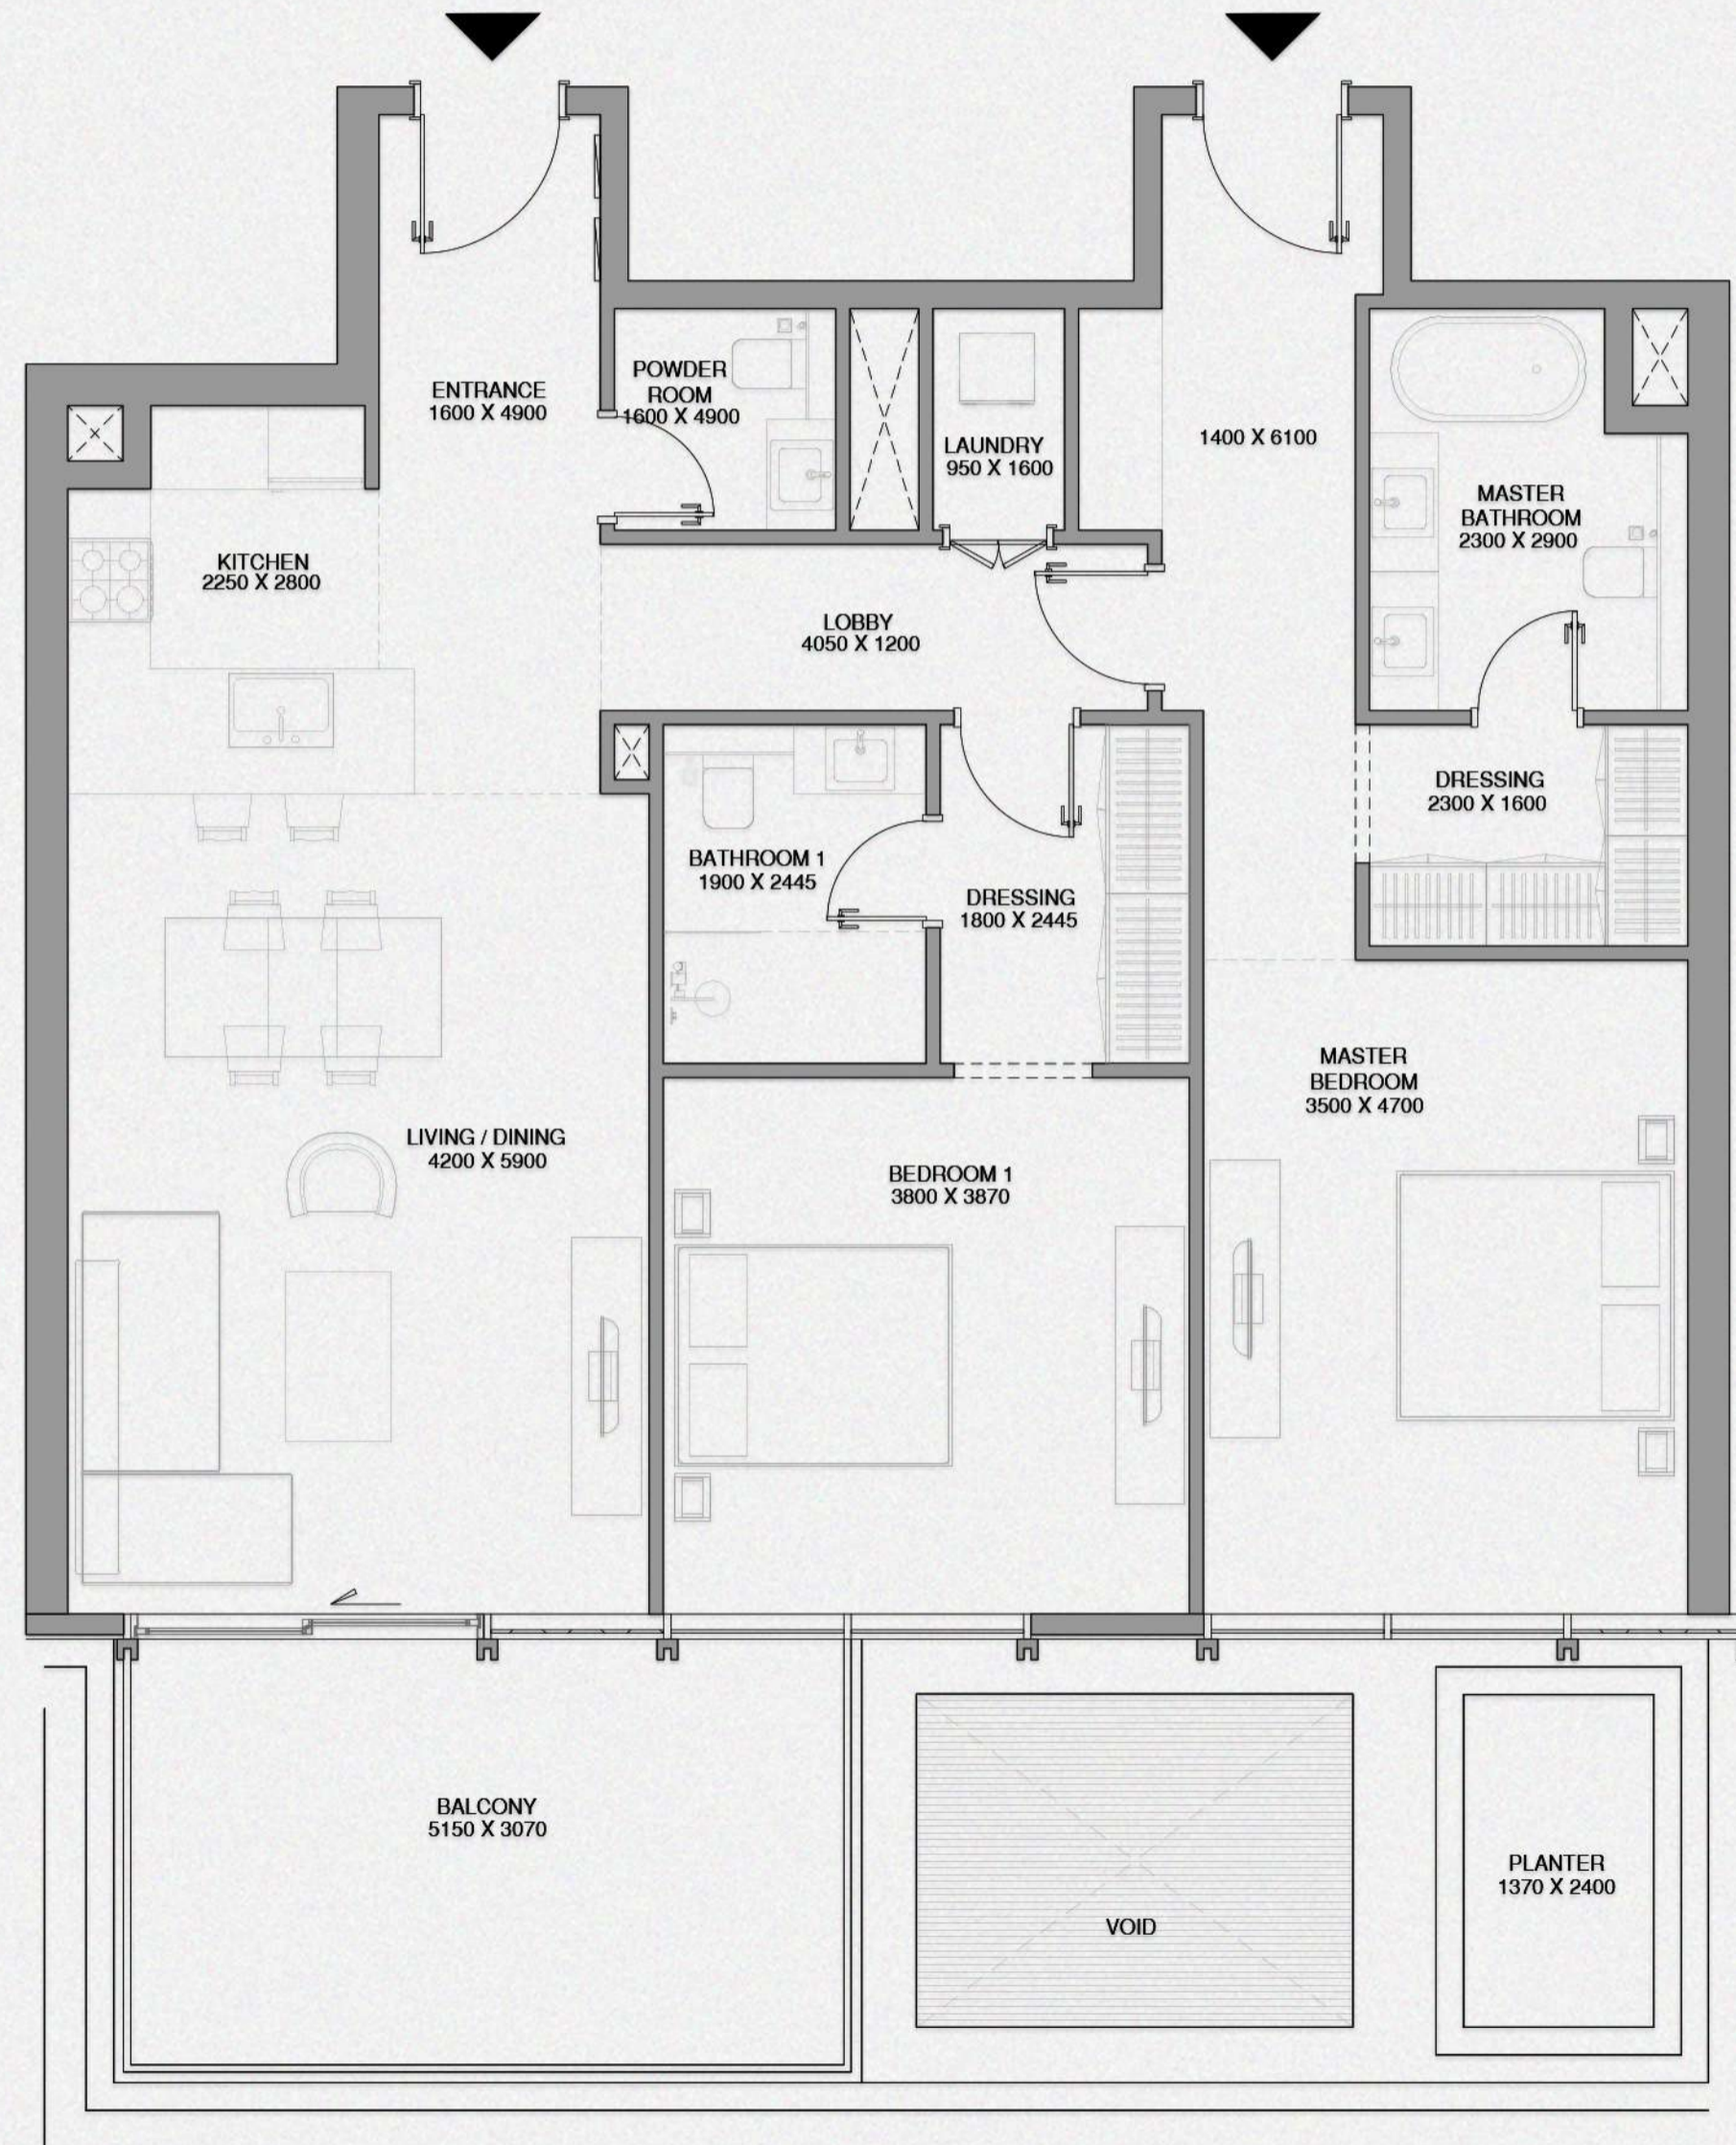 ENTRANCE
1600 X 4900
POWDER
ROOM
1600 X 4900
LAUNDRY
950 X 1600
1400 X 6100
MASTER
BATHROOM
2300 X 2900
KITCHEN
2250 X 2800
LOBBY
4050 X 1200
DRESSING
2300 X 1600
BATHROOM 1
1900 X 2445
DRESSING
1800 X 2445
MASTER
BEDROOM
3500 X 4700
LIVING / DINING
4200 X 5900
BEDROOM 1
3800 X 3870
BALCONY
5150 X 3070
PLANTER
1370 X 2400
VOID